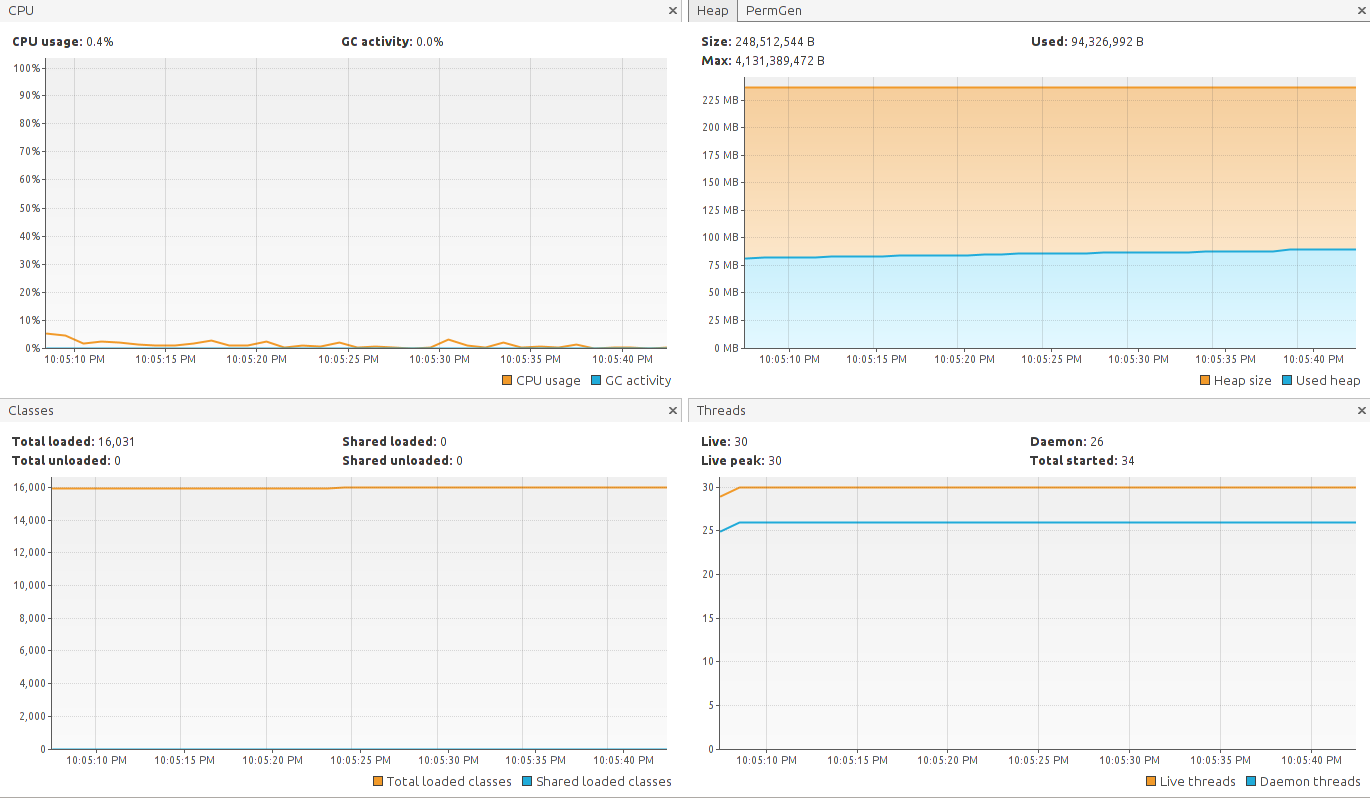 CPU
CPU usage: 0.4%
GC activity: 0.0%
100%
90%
80%
70%
60%
50%
40%
30%
20%
10%
0%
10:05:10 PM 10:05:15 PM 10:05:20 PM 10:05:25 PM 10:05:30 PM 10:05:35 PM 10:05:40 PM
CPU usage GC activity
Heap PermGen
Size: 248,512,544 B
Used: 94,326,992 B
Max: 4,131,389,472 B
225 MB
200 MB
175 MB
150 MB
125 MB
100 MB
75 MB
50 MB
25 MB
0 MB
10:05:10 PM 10:05:15 PM 10:05:20 PM 10:05:25 PM 10:05:30 PM 10:05:35 PM 10:05:40 PM
Heap size Used heap
Classes
Total loaded: 16,031
Shared loaded: 0
Total unloaded: 0
Shared unloaded: 0
16,000
14,000
12,000
10,000
8,000
6,000
4,000
2,000
0
10:05:10 PM 10:05:15 PM 10:05:20 PM 10:05:25 PM 10:05:30 PM 10:05:35 PM 10:05:40 PM
Total loaded classes Shared loaded classes
Threads
Live: 30
Daemon: 26
Live peak: 30
Total started: 34
30
25
20
15
10
5
0
10:05:10 PM 10:05:15 PM 10:05:20 PM 10:05:25 PM 10:05:30 PM 10:05:35 PM 10:05:40 PM
Live threads Daemon threads